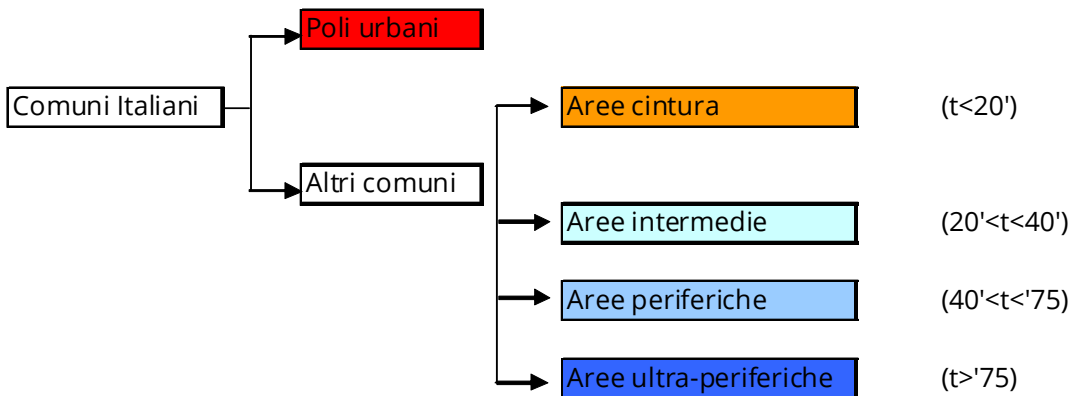 Poli urbani
Comuni Italiani
Aree cintura (t<20')
Altri comuni
Aree intermedie (20'<t<40')
Aree periferiche (40'<t<'75)
Aree ultra-periferiche (t>'75)